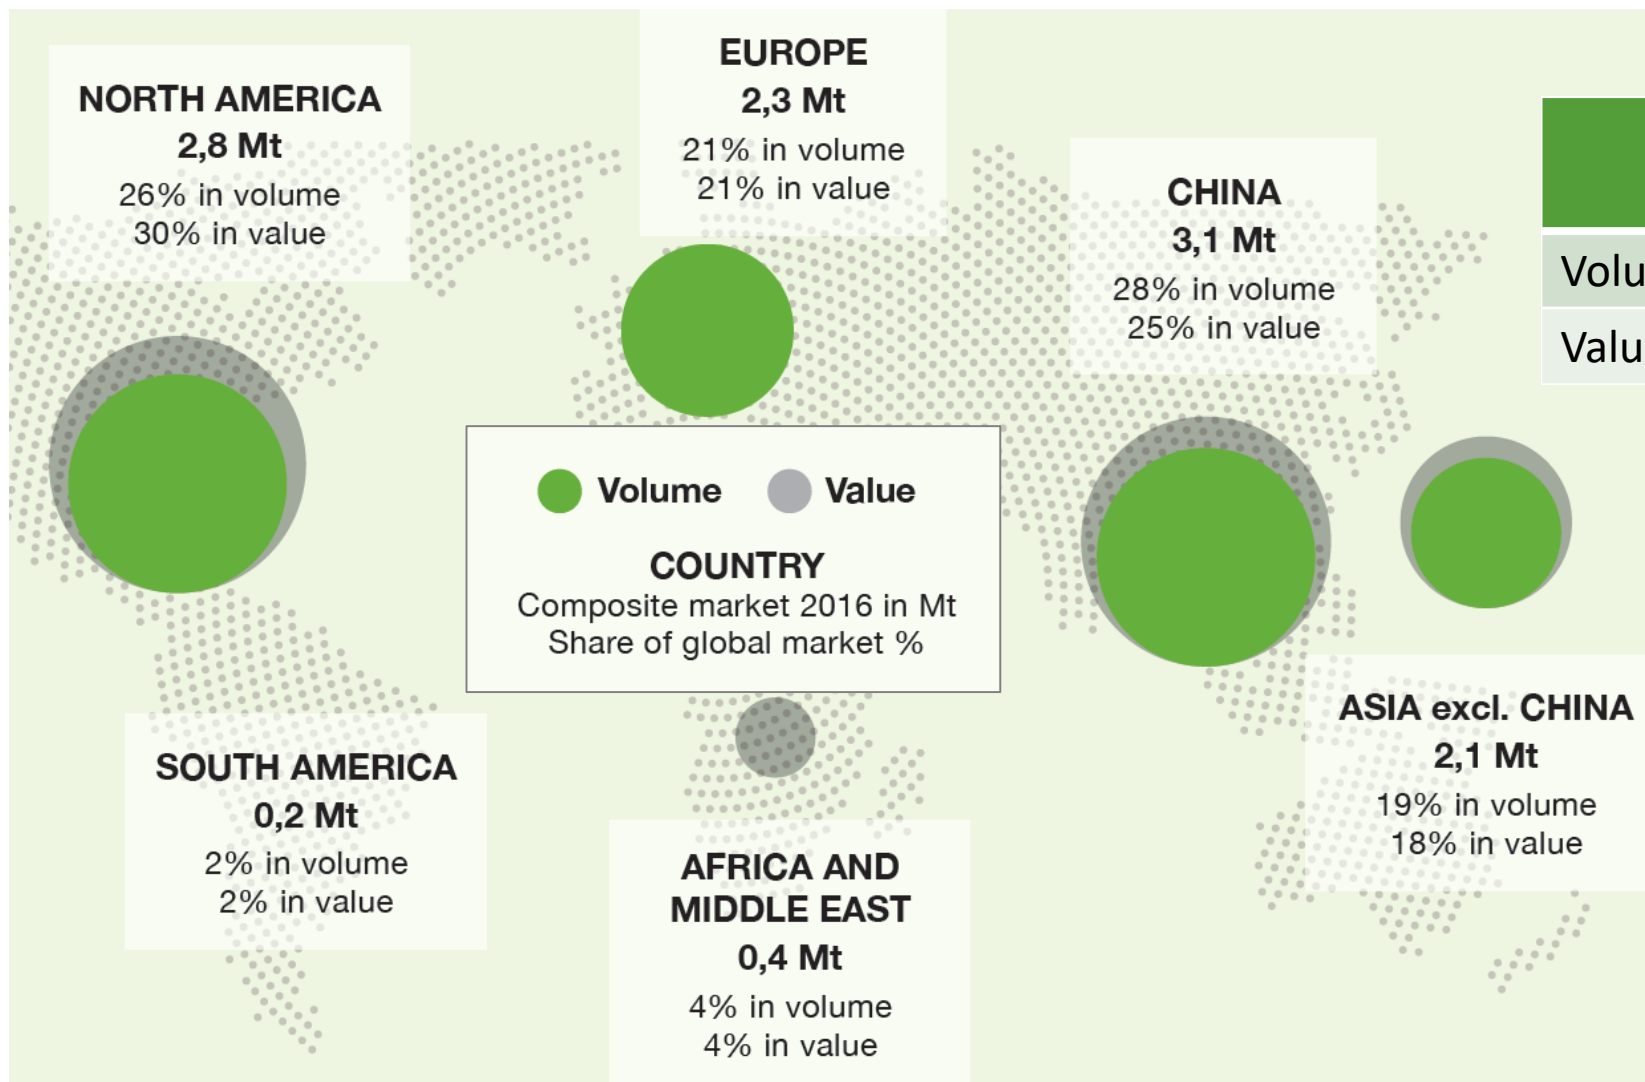 NORTH AMERICA
2,8 Mt
26% in volume
30% in value
EUROPE
2,3 Mt
21% in volume
21% in value
CHINA
3,1 Mt
28% in volume
25% in value
Volu
Valu
Volume Value
COUNTRY
Composite market 2016 in Mt
Share of global market %
SOUTH AMERICA
0,2 Mt
2% in volume
2% in value
AFRICA AND
MIDDLE EAST
0,4 Mt
4% in volume
4% in value
ASIA excl. CHINA
2,1 Mt
19% in volume
18% in value